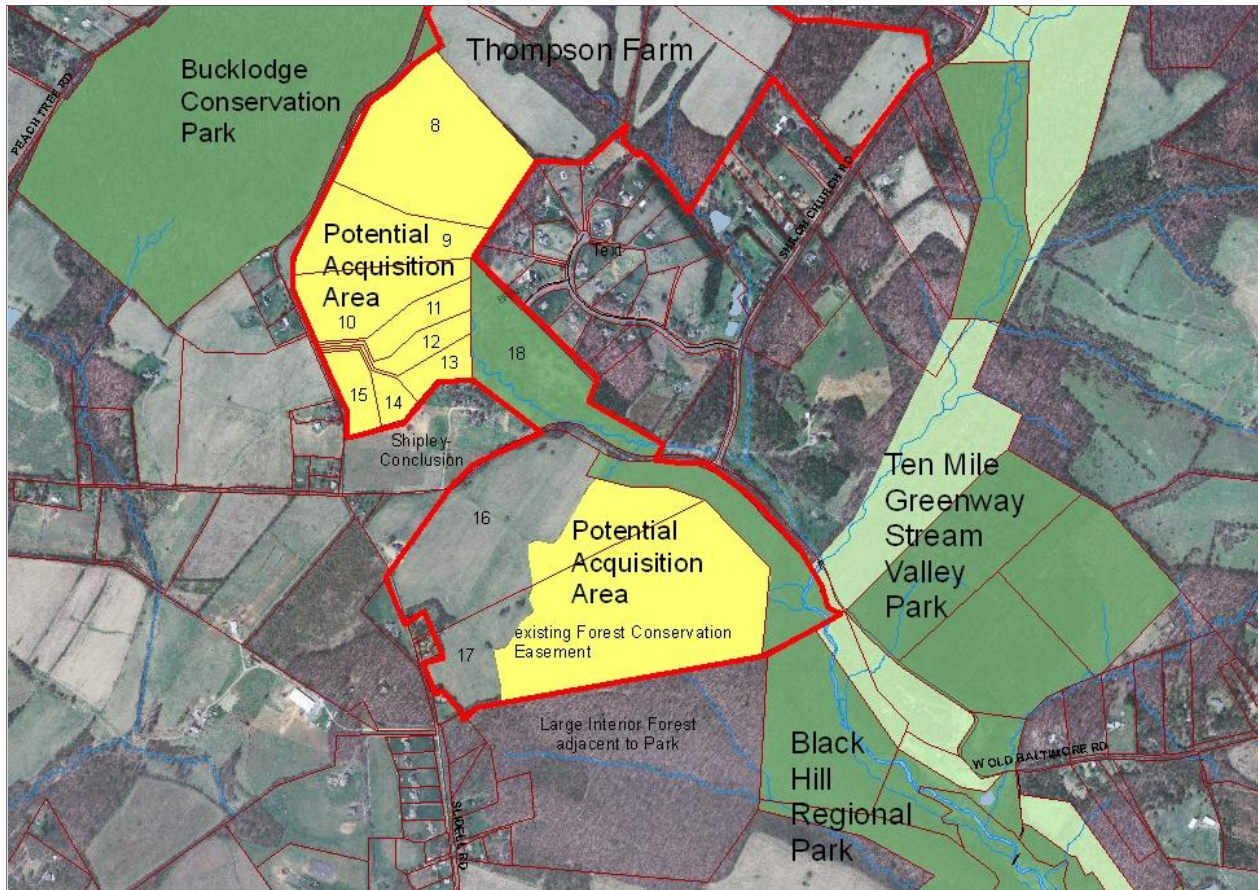 Thompson Farm
Bucklodge
Conservation
Park
PEACH TREE RD
8
SHILOH CHURCH RD
Potential
Acquisition
Area
9
Text
10
11
12
13
18
15
14
Shipley-
Conclusion
16
Ten Mile
Greenway
Stream
Valley
Park
Potential
Acquisition
Area
existing Forest Conservation
Easement
17
Large Interior Forest
adjacent to Park
Black
Hill
Regional
Park
W OLD BALTIMORE RD
SLIDELL RD